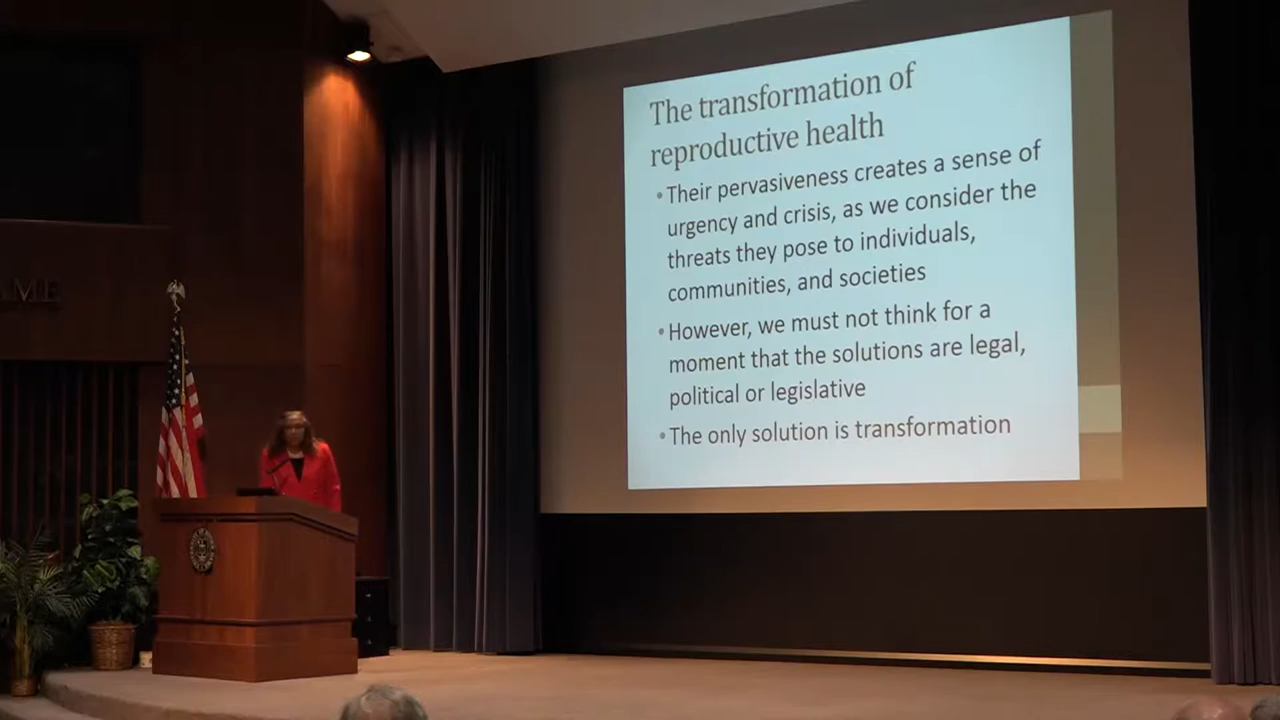 The transformation of
reproductive health
•Their pervasiveness creates a sense of
urgency and crisis, as we consider the
threats they pose to individuals,
communities, and societies
•However, we must not think for a
moment that the solutions are legal,
political or legislative
•The only solution is transformation
AME